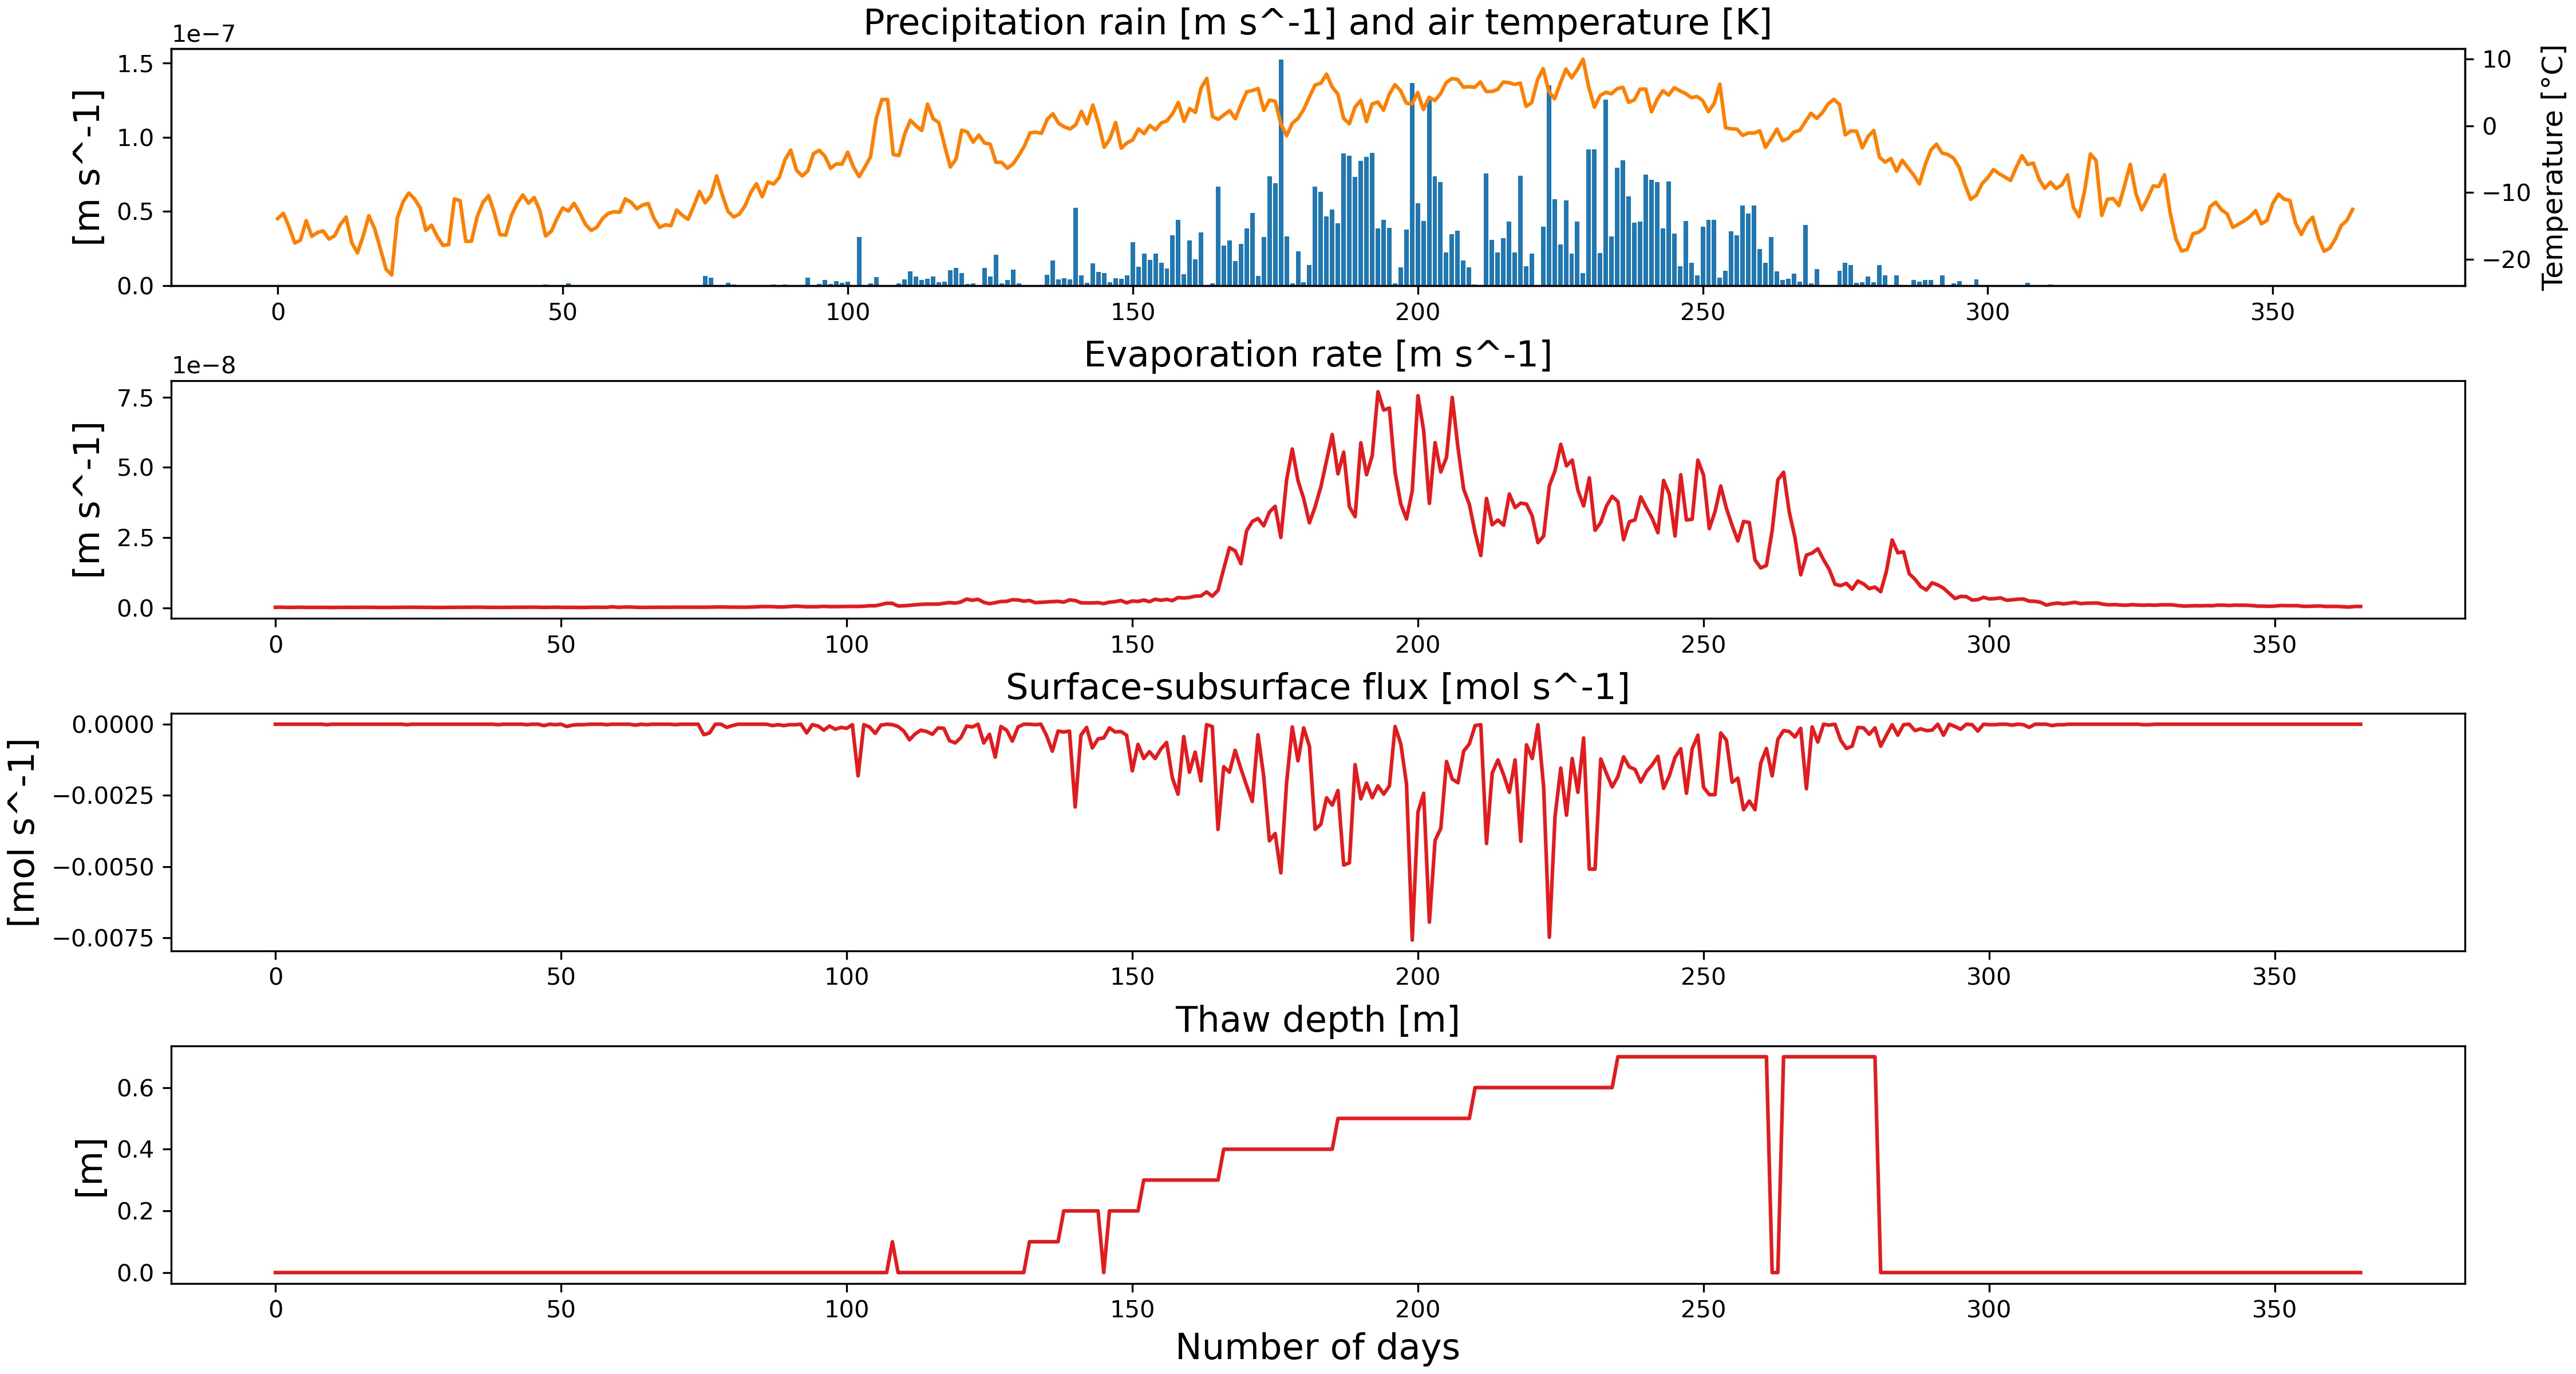 Precipitation rain [m s^-1] and air temperature [K]
1e−7
1.5
1.0
0.5
0.0
[m s^-1]
10
0
−10
−20
Temperature [°C]
0 50 100 150 200 250 300 350
Evaporation rate [m s^-1]
1e−8
7.5
5.0
2.5
0.0
[m s^-1]
0 50 100 150 200 250 300 350
Surface-subsurface flux [mol s^-1]
0.0000
−0.0025
−0.0050
−0.0075
[mol s^-1]
0 50 100 150 200 250 300 350
Thaw depth [m]
0.6
0.4
0.2
0.0
[m]
0 50 100 150 200 250 300 350
Number of days